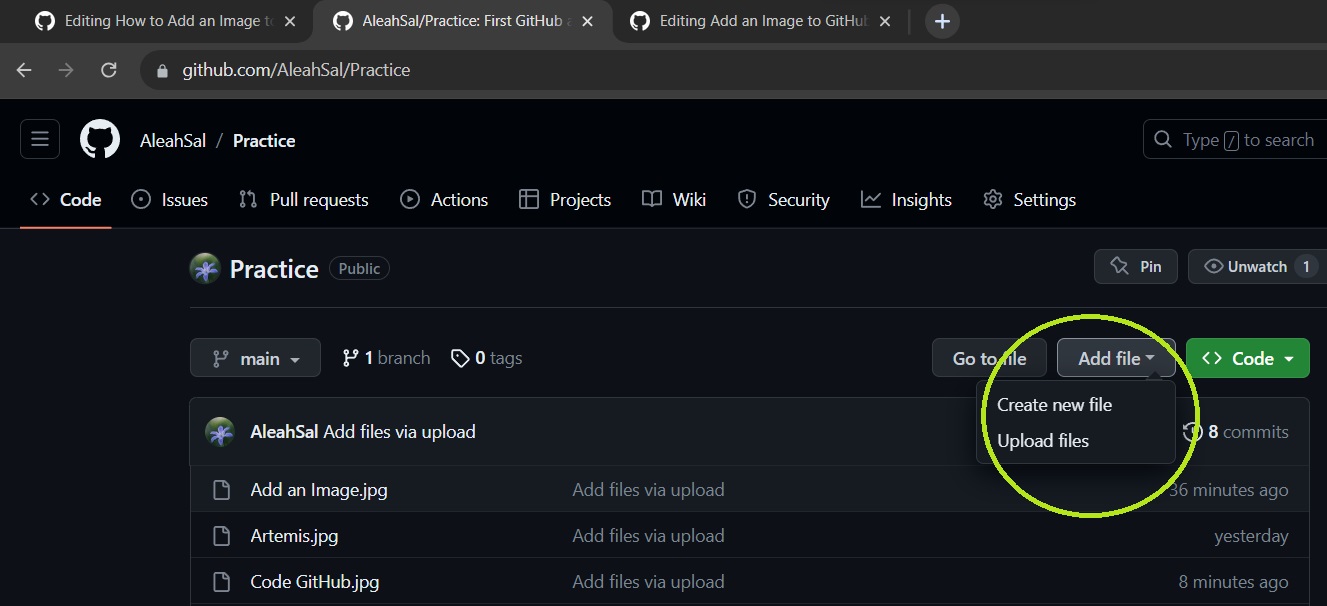 Editing How to Add an Image to
AleahSal/Practice: First GitHub a
Editing Add an Image to GitHub
github.com/AleahSal/Practice
AleahSal / Practice
Type / to search
Code Issues Pull requests Actions Projects Wiki Security Insights Settings
Practice Public
Pin Unwatch 1
main 1 branch 0 tags
Go to file Add file Code
Create new file
Upload files
AleahSal Add files via upload 8 commits
Add an Image.jpg Add files via upload 36 minutes ago
Artemis.jpg Add files via upload yesterday
Code GitHub.jpg Add files via upload 8 minutes ago